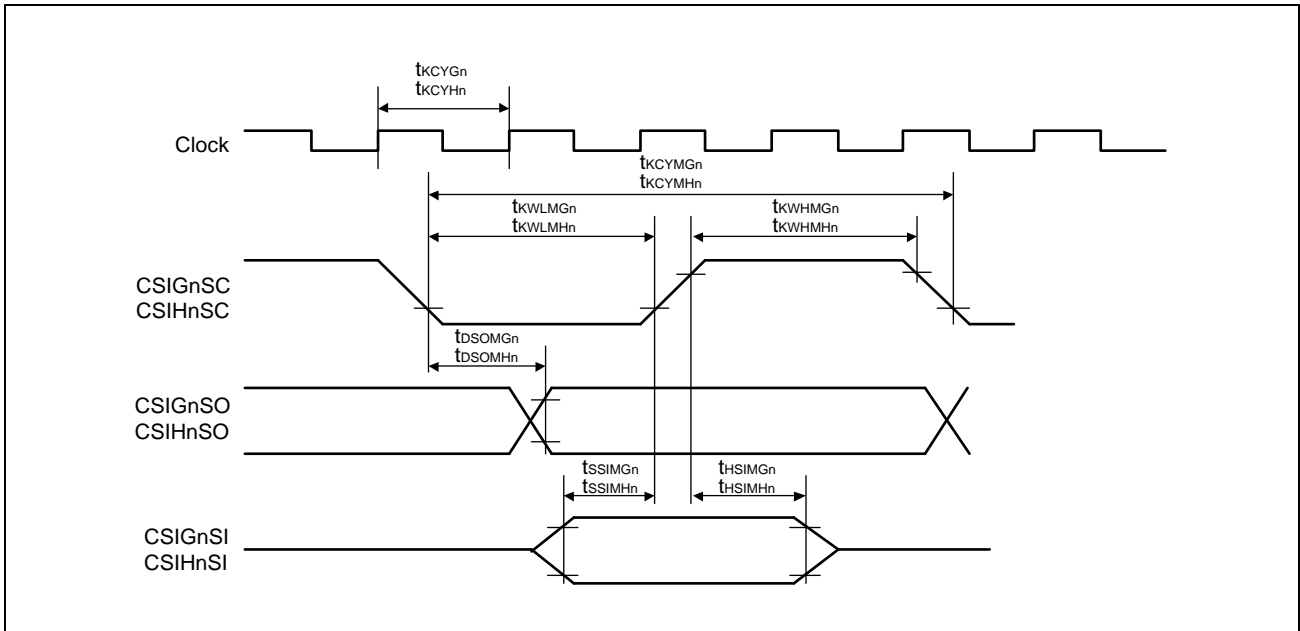 tKCYGn
tKCYHn
Clock
tKCYMGn
tKCYMHn
tKWLMGn
tKWLMHn
tKWHMGn
tKWHMHn
CSIGnSC
CSIHnSC
tDSOMGn
tDSOMHn
CSIGnSO
CSIHnSO
tSSIMGn
tSSIMHn
tHSIMGn
tHSIMHn
CSIGnSI
CSIHnSI